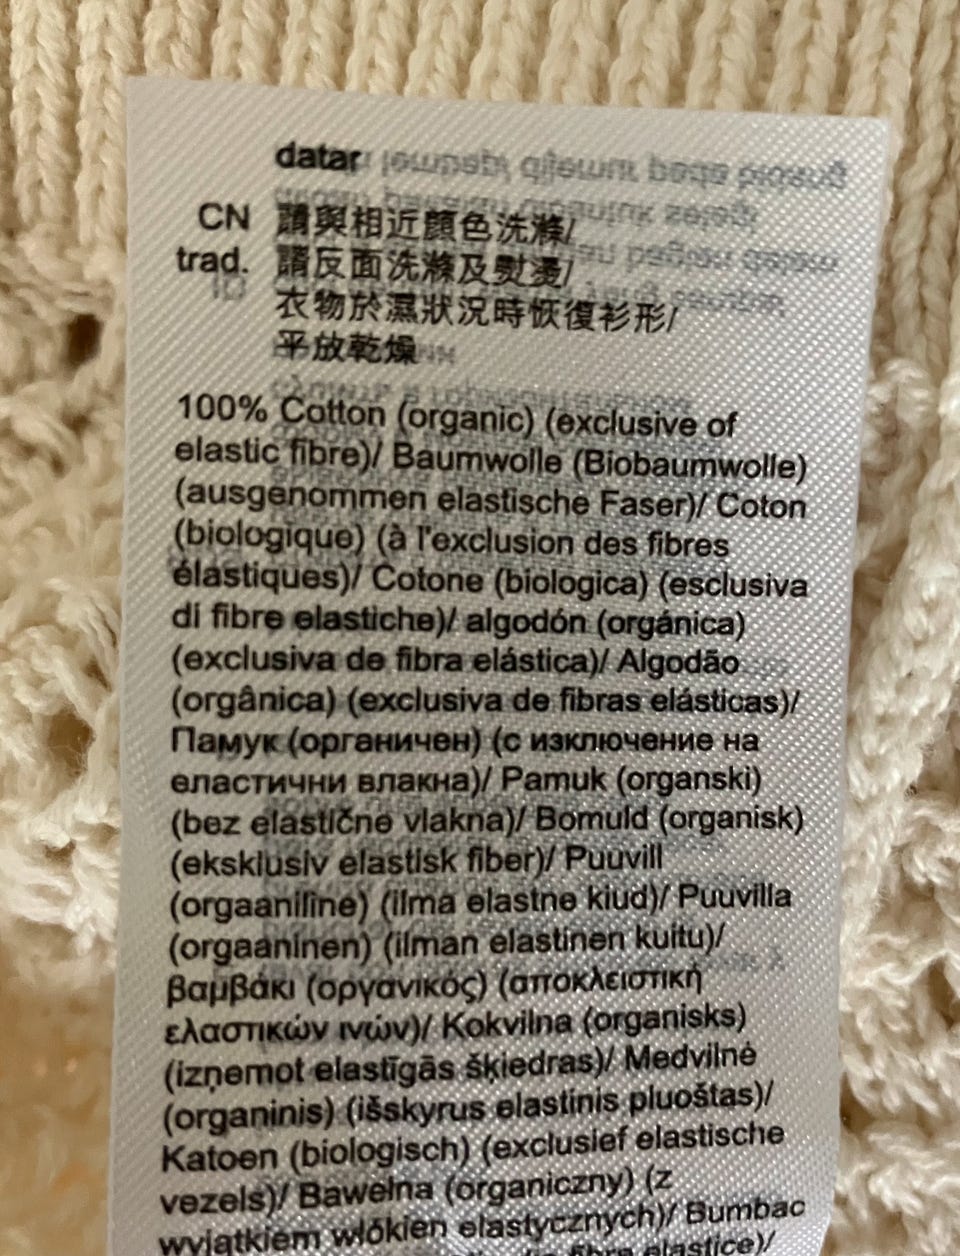 datar
CN 請與相近顏色洗滌/
trad. 請反面洗滌及熨燙/
衣物於濕狀況時恢復衫形/
平放乾燥
100% Cotton (organic) (exclusive of
elastic fibre)/ Baumwolle (Biobaumwolle)
(ausgenommen elastische Faser)/ Coton
(biologique) (à l'exclusion des fibres
élastiques)/ Cotone (biologica) (esclusiva
di fibre elastiche)/ algodón (orgánica)
(exclusiva de fibra elástica)/ Algodão
(orgânica) (exclusiva de fibras elásticas)/
Памук (органичен) (с изключение на
еластични влакна)/ Pamuk (organski)
(bez elastične vlakna)/ Bomuld (organisk)
(eksklusiv elastisk fiber)/ Puuvill
(orgaaniline) (ilma elastne kiud)/ Puuvilla
(orgaaninen) (ilman elastinen kuitu)/
βαμβάκι (οργανικός) (αποκλειστική
ελαστικών ινών)/ Kokvilna (organisks)
(izņemot elastīgās šķiedras)/ Medvilnė
(organinis) (išskyrus elastinis pluoštas)/
Katoen (biologisch) (exclusief elastische
vezels)/ Bawełna (organiczny) (z
wyjątkiem włókien elastycznych)/ Bumbac
fibre elastice)/